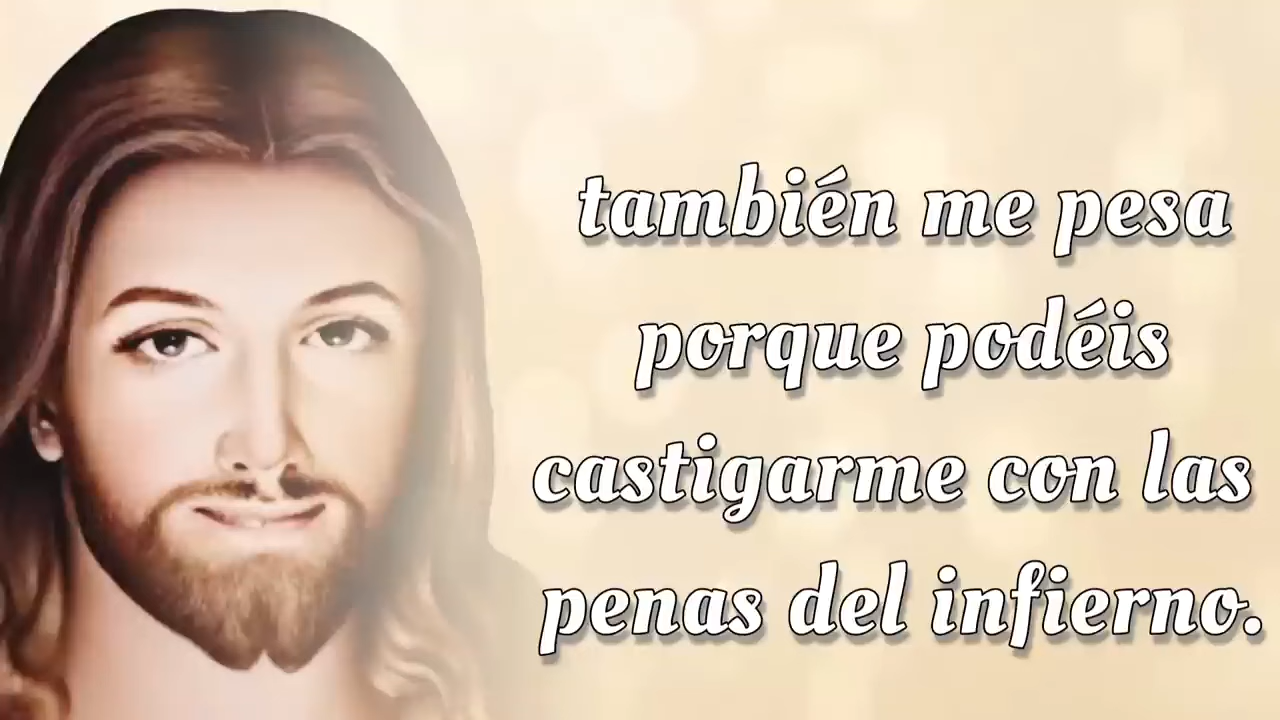 también me pesa
porque podéis
castigarme con las
penas del infierno.